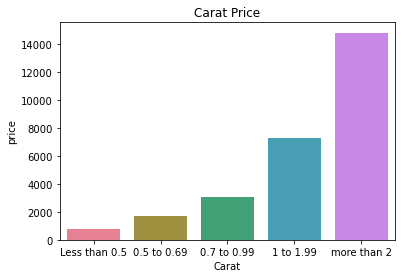 Carat Price
price
14000
12000
10000
8000
6000
4000
2000
0
Less than 0.5 0.5 to 0.69 0.7 to 0.99 1 to 1.99 more than 2
Carat